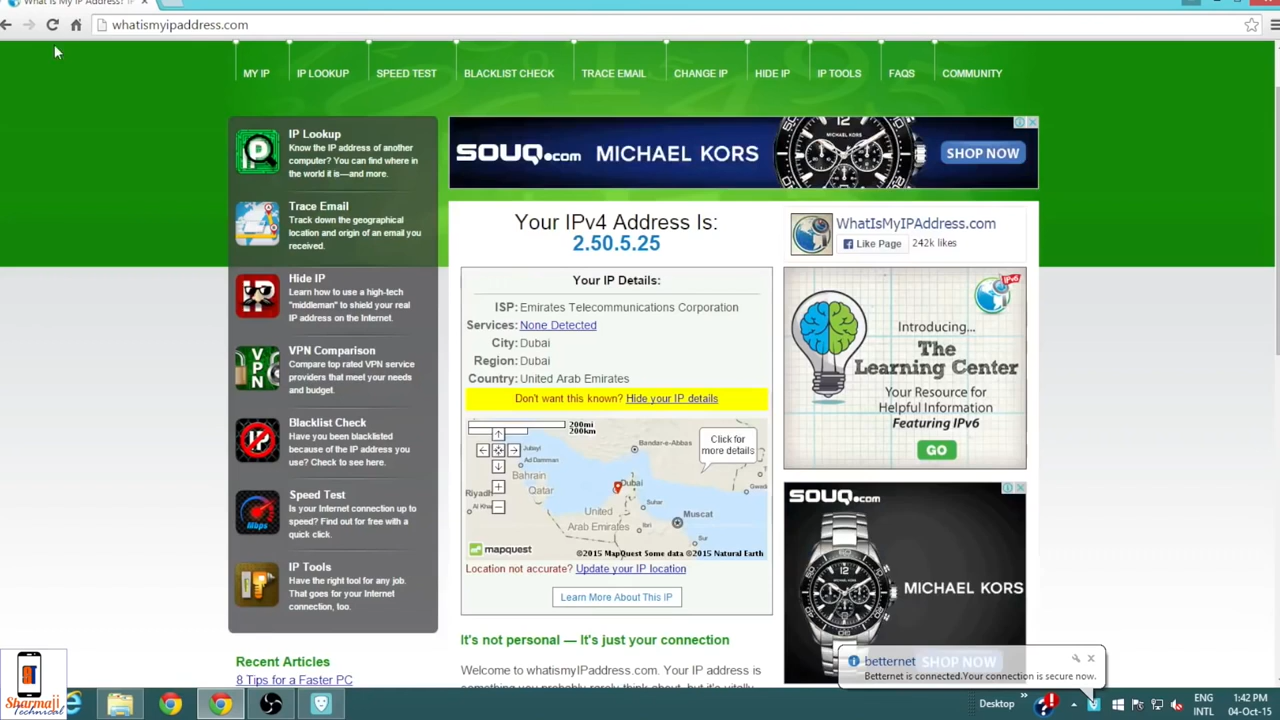 What Is My IP Address? IP
whatismyipaddress.com
MY IP
IP LOOKUP
SPEED TEST
BLACKLIST CHECK
TRACE EMAIL
CHANGE IP
HIDE IP
IP TOOLS
FAQS
COMMUNITY
IP Lookup
Know the IP address of another
computer? You can find where in
the world it is—and more.
Trace Email
Track down the geographical
location and origin of an email you
received.
Hide IP
Learn how to use a high-tech
"middleman" to shield your real
IP address on the Internet.
VPN
VPN Comparison
Compare top rated VPN service
providers that meet your needs
and budget.
Blacklist Check
Have you been blacklisted
because of the IP address you
use? Check to see here.
Mbps
Speed Test
Is your Internet connection up to
speed? Find out for free with a
quick click.
IP Tools
Have the right tool for any job.
That goes for your Internet
connection, too.
Recent Articles
8 Tips for a Faster PC
SOUQ.com MICHAEL KORS SHOP NOW
Your IPv4 Address Is:
2.50.5.25
Your IP Details:
ISP: Emirates Telecommunications Corporation
Services: None Detected
City: Dubai
Region: Dubai
Country: United Arab Emirates
Don't want this known? Hide your IP details
200mi
200km
Click for
more details
Bandar-e-Abbas
Jubayl
Ad Dammam
Bahrain
Qatar
Riyadh
Dubai
Suhar
United
Arab Emirates
Ibri
Muscat
Sur
mapquest
©2015 MapQuest Some data ©2015 Natural Earth
Location not accurate? Update your IP location
Learn More About This IP
It's not personal — It's just your connection
Welcome to whatismyIPaddress.com. Your IP address is
something you probably rarely think about, but it's vitally
WhatIsMyIPAddress.com
Like Page
242k likes
IPv6
Introducing...
The
Learning Center
Your Resource for
Helpful Information
Featuring IPv6
GO
SOUQ.com
MICHAEL KORS
SHOP NOW
betternet
Betternet is connected.Your connection is secure now.
Sharmaji
Technical
Desktop
ENG
INTL
1:42 PM
04-Oct-15